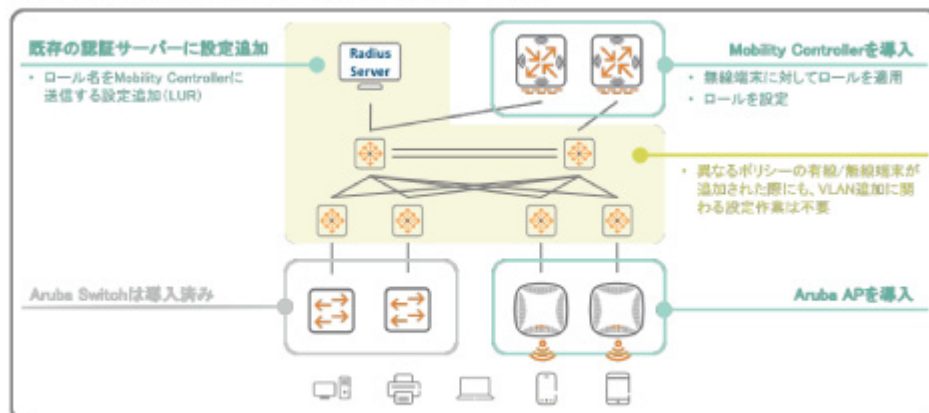 既存の認証サーバーに設定追加
・ ロール名をMobility Controllerに
送信する設定追加(LUR)
Radius
Server
Mobility Controllerを導入
・ 無線端末に対してロールを適用
・ ロールを設定
・ 異なるポリシーの有線/無線端末が
追加された際にも、VLAN追加に関
わる設定作業は不要
Aruba Switchは導入済み
Aruba APを導入